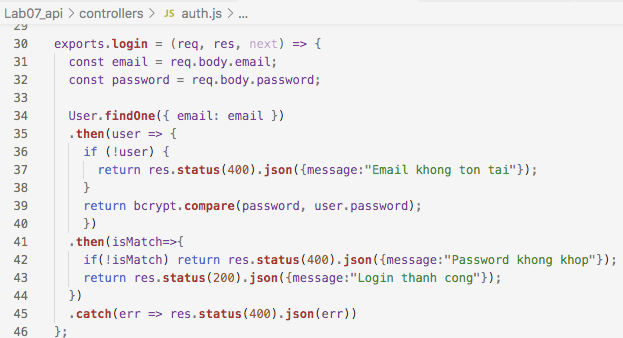 Lab07_api > controllers > JS auth.js > ...
29
30 exports.login = (req, res, next) => {
31 const email = req.body.email;
32 const password = req.body.password;
33
34 User.findOne({ email: email })
35 .then(user => {
36 if (!user) {
37 return res.status(400).json({message:"Email khong ton tai"});
38 }
39 return bcrypt.compare(password, user.password);
40 })
41 .then(isMatch=>{
42 if(!isMatch) return res.status(400).json({message:"Password khong khop"});
43 return res.status(200).json({message:"Login thanh cong"});
44 })
45 .catch(err => res.status(400).json(err))
46 };